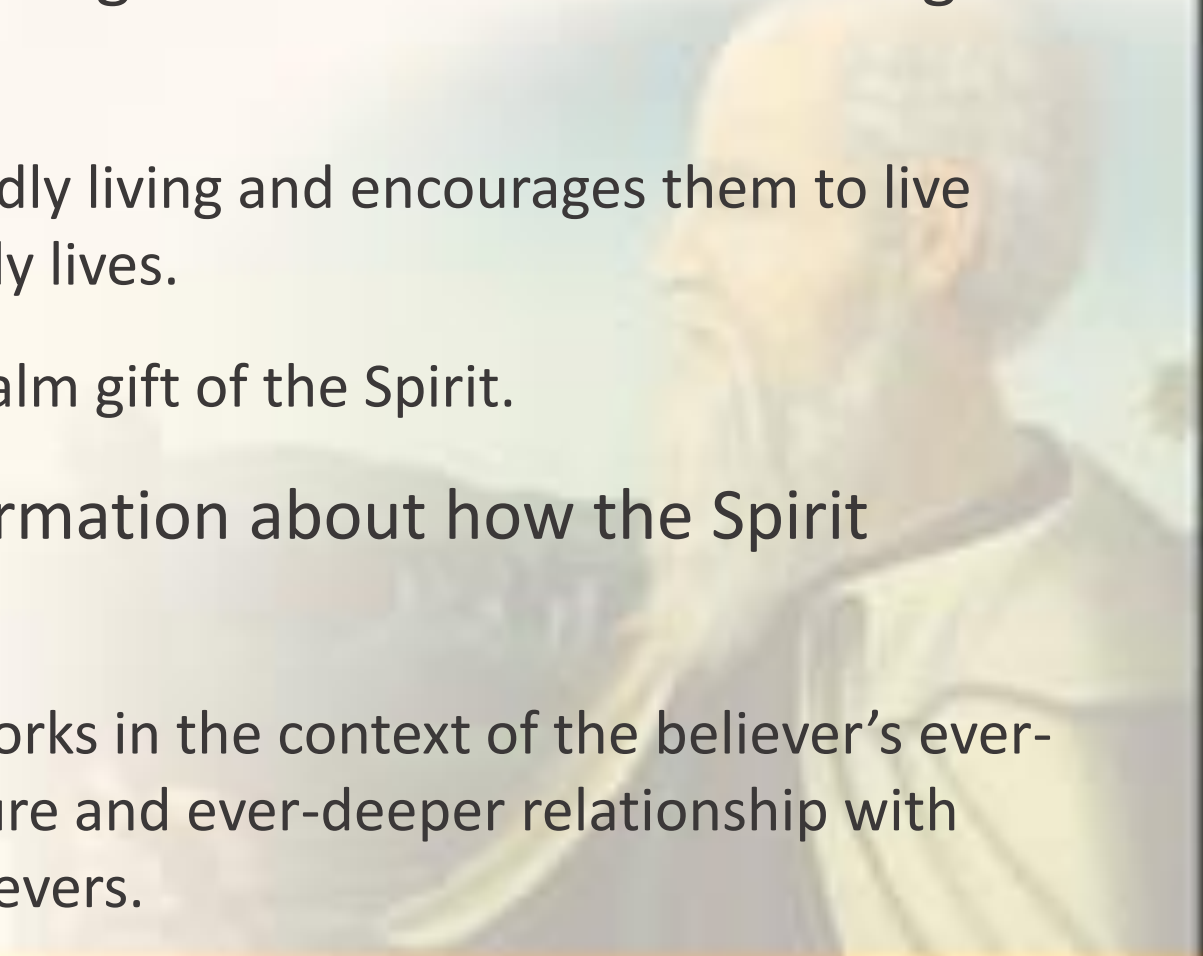 dly living and encourages them to live
ly lives.
alm gift of the Spirit.
rmation about how the Spirit
orks in the context of the believer’s ever-
ure and ever-deeper relationship with
evers.